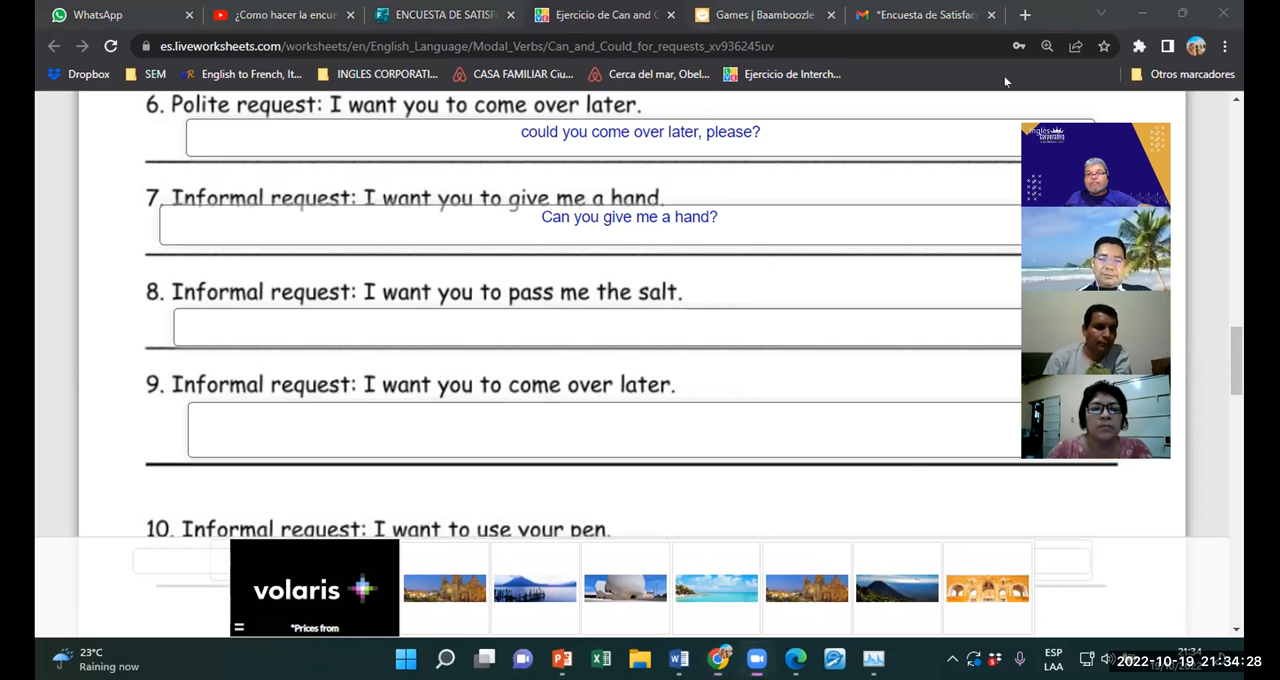 WhatsApp
¿Como hacer la encue
ENCUESTA DE SATISF
Ejercicio de Can and C
Games | Baamboozle
*Encuesta de Satisfac
es.liveworksheets.com/worksheets/en/English_Language/Modal_Verbs/Can_and_Could_for_requests_xv936245uv
Dropbox
SEM
English to French, It...
INGLES CORPORATI...
CASA FAMILIAR Ciu...
Cerca del mar, Obel...
Ejercicio de Interch...
Otros marcadores
6. Polite request: I want you to come over later.
could you come over later, please?
inglés
corporativo
7. Informal request: I want you to give me a hand.
Can you give me a hand?
8. Informal request: I want you to pass me the salt.
9. Informal request: I want you to come over later.
10. Informal request: I want to use your pen.
volaris
*Prices from
23°C
Raining now
ESP
LAA
21:34
2022-10-19 21:34:28